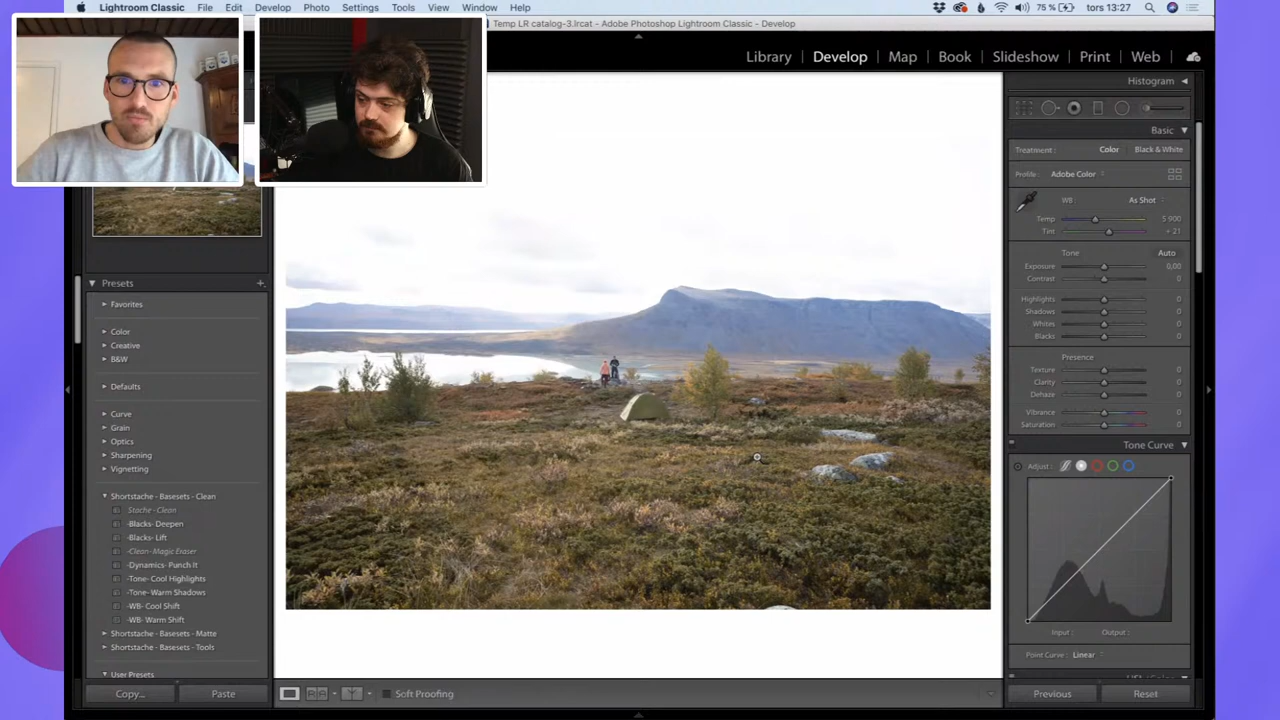 Lightroom Classic File Edit Develop Photo Settings Tools View Window Help 75 % tors 13:27
Temp LR catalog-3.lrcat - Adobe Photoshop Lightroom Classic - Develop
Library Develop Map Book Slideshow Print Web
Histogram
Basic
Treatment: Color Black & White
Profile: Adobe Color
WB: As Shot
Temp 5 900
Tint + 21
Tone Auto
Exposure 0,00
Contrast 0
Highlights 0
Shadows 0
Whites 0
Blacks 0
Presence
Texture 0
Clarity 0
Dehaze 0
Vibrance 0
Saturation 0
Tone Curve
Adjust:
Input: Output:
Point Curve: Linear
Previous Reset
Presets +
Favorites
Color
Creative
B&W
Defaults
Curve
Grain
Optics
Sharpening
Vignetting
Shortstache - Basesets - Clean
Stache - Clean
-Blacks- Deepen
-Blacks- Lift
-Clean- Magic Eraser
-Dynamics- Punch It
-Tone- Cool Highlights
-Tone- Warm Shadows
-WB- Cool Shift
-WB- Warm Shift
Shortstache - Basesets - Matte
Shortstache - Basesets - Tools
User Presets
Copy... Paste
Soft Proofing